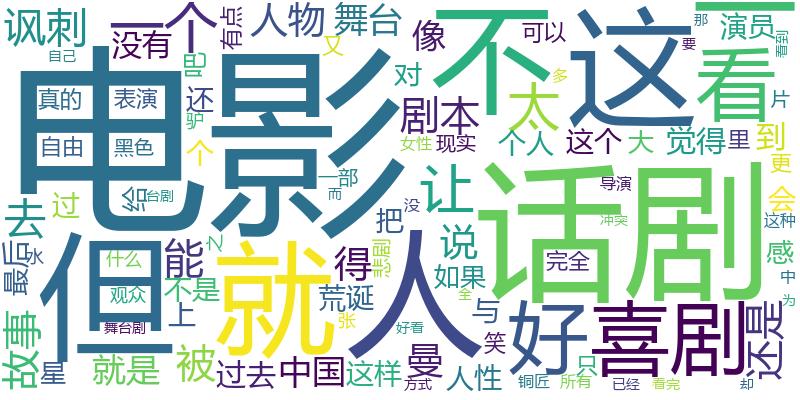 讽刺
自己
一个
没有
有点
人物
舞台
又
像
可以
不
这
那
要
一
演员
看到
看
片
电影
真的
表演
还
吧
对
剧本
太
多
自由
黑色
驴
个
女性
现实
个人
这个
大
觉得
里
到
更
会
过
给
台剧
一部
而
让
话剧
导演
没
冲突
去
最后
水
但
什么
观众
能
之
不是
上
就
得
荒诞
张
悲剧
把
人
说
如果
与
笑
完全
这种
感
中
为
故事
星
舞台剧
就是
被
过去
中国
这样
好看
曼
方式
全
人性
好
铜匠
只
所有
喜剧
已经
看完
还是
却